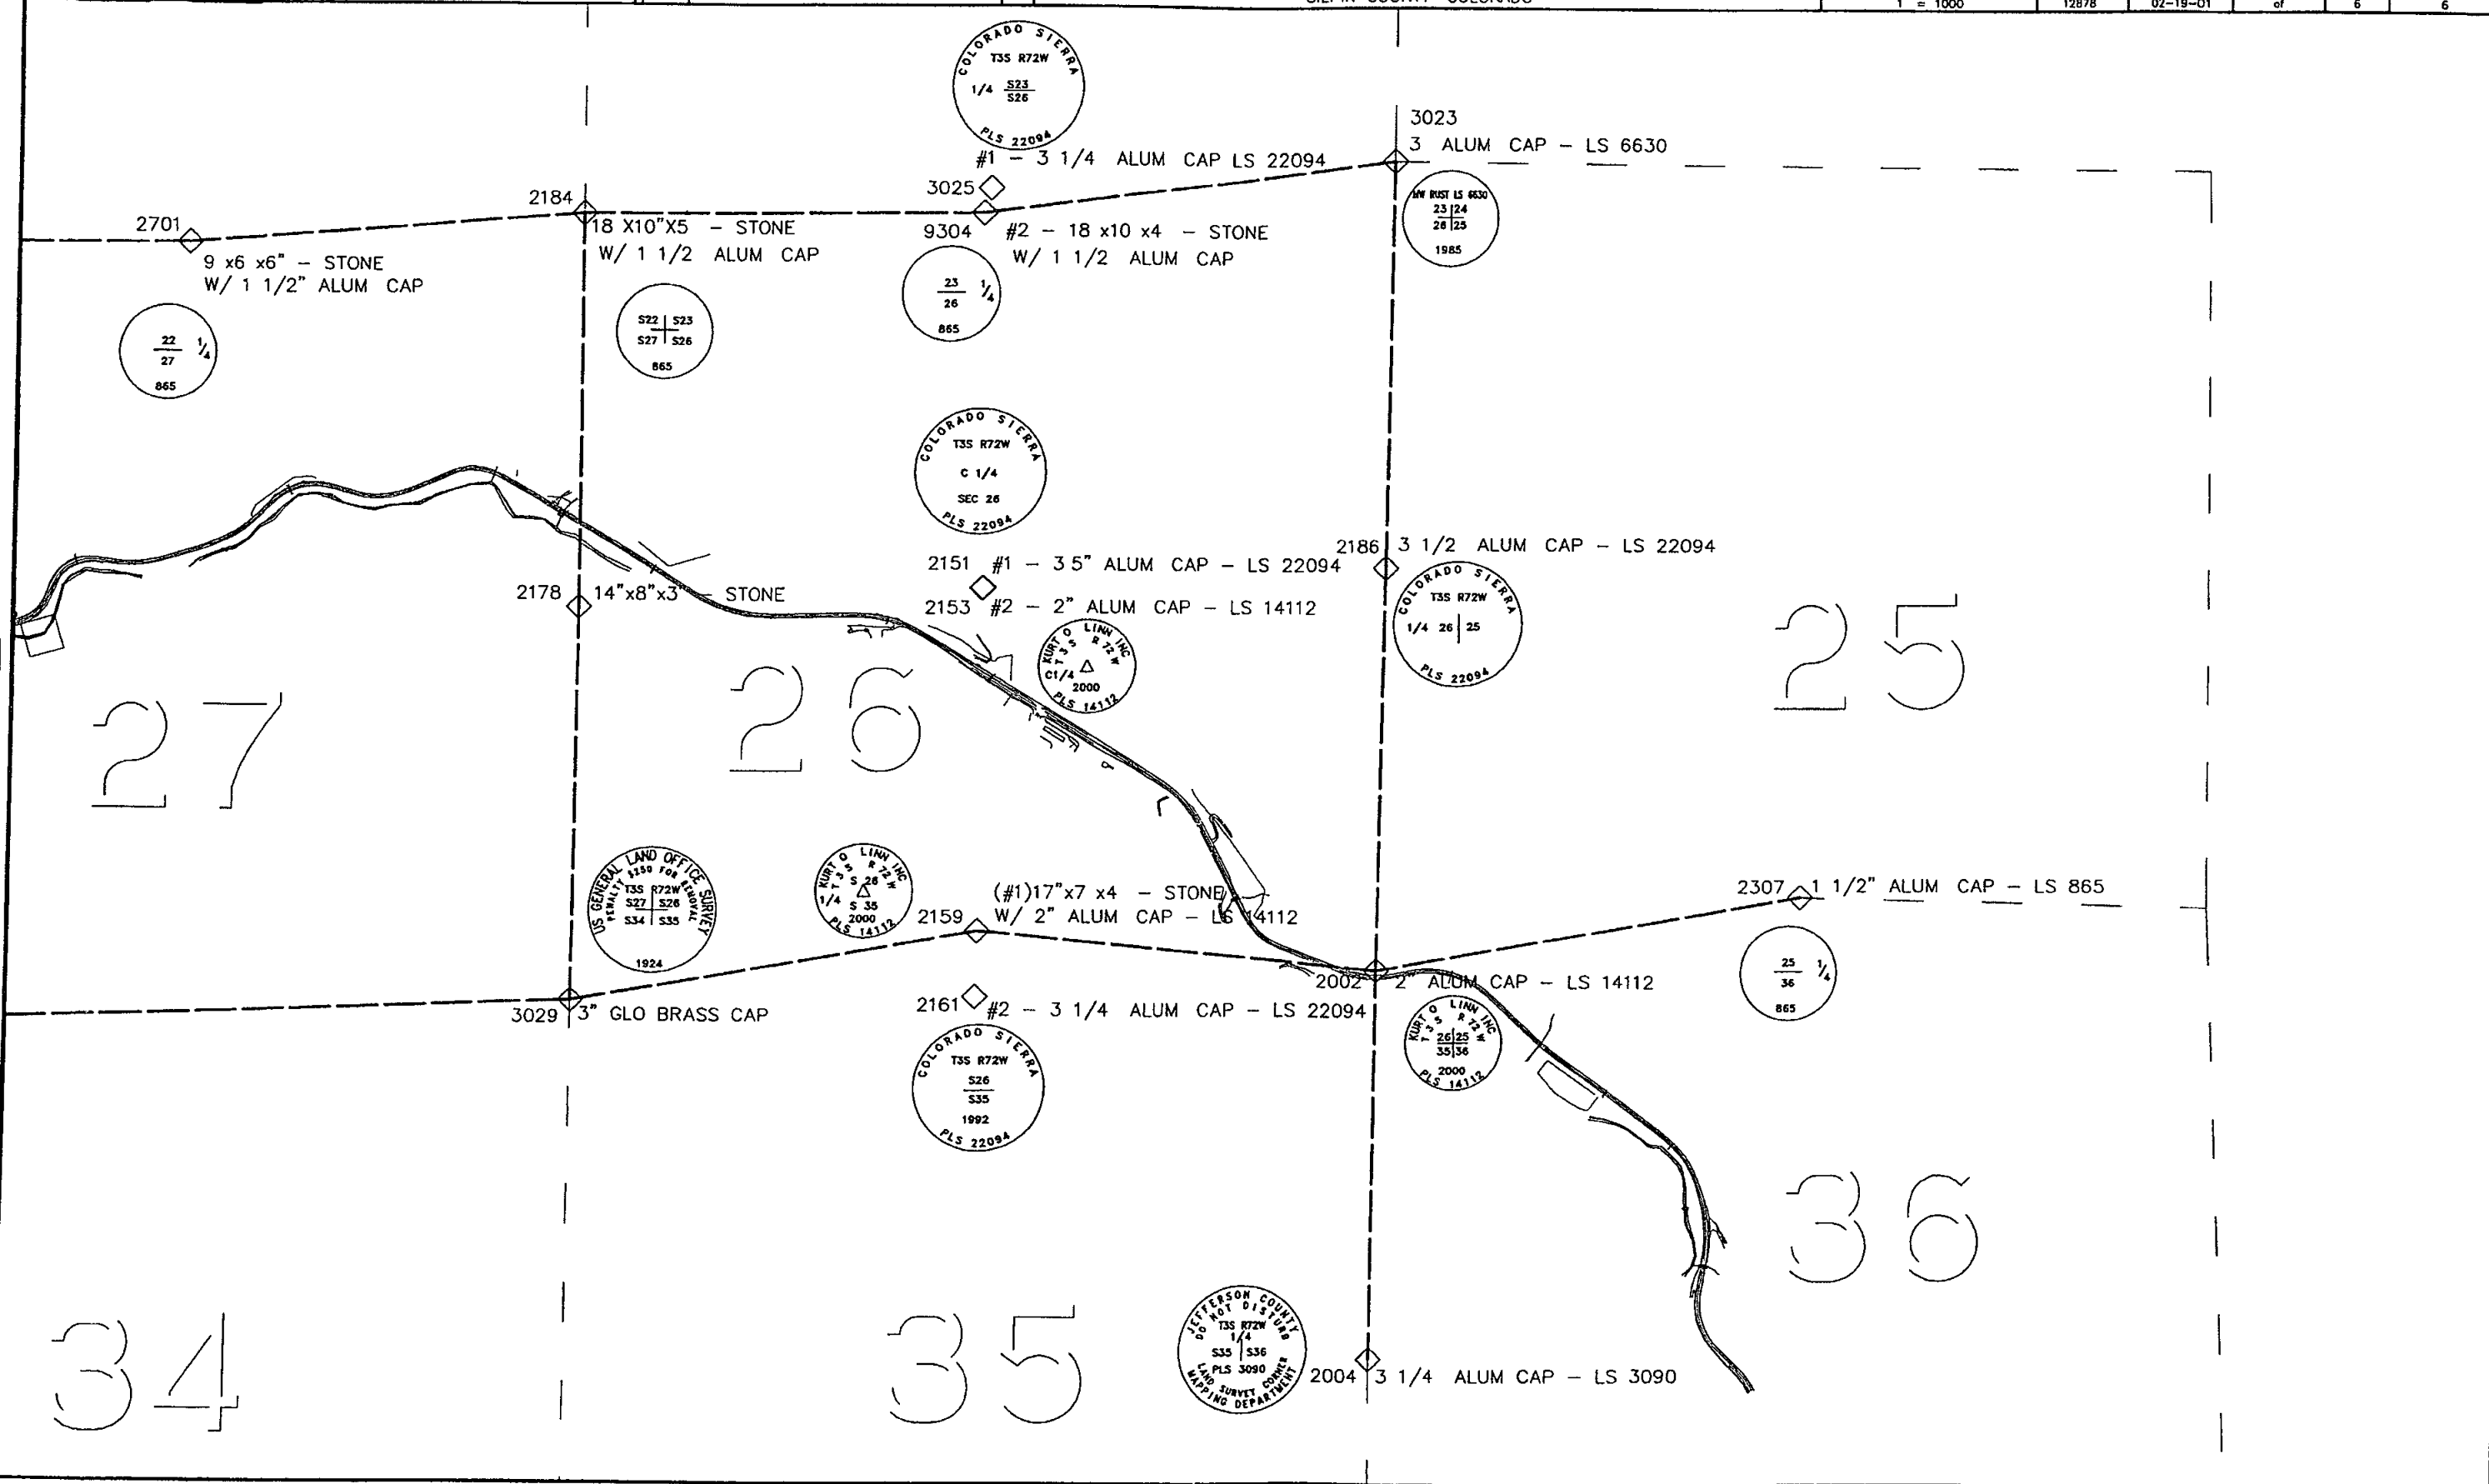 1 = 1000
12878
02-19-01
of
6
6
COLORADO SIERRA
T3S R72W
1/4 S23
S26
PLS 22094
#1 - 3 1/4 ALUM CAP LS 22094
3025
3023
3 ALUM CAP - LS 6630
HW RUST LS 6630
23 24
26 25
1985
2701
9 x6 x6" - STONE
W/ 1 1/2" ALUM CAP
22 1/4
27
865
2184
18 X10"X5 - STONE
W/ 1 1/2 ALUM CAP
S22 S23
S27 S26
865
9304 #2 - 18 x10 x4 - STONE
W/ 1 1/2 ALUM CAP
23 1/4
26
865
COLORADO SIERRA
T3S R72W
C 1/4
SEC 26
PLS 22094
2151 #1 - 3 5" ALUM CAP - LS 22094
2153 #2 - 2" ALUM CAP - LS 14112
KURT O LINN INC
T 3 S R 72 W
C1/4
2000
PLS 14112
2186 3 1/2 ALUM CAP - LS 22094
COLORADO SIERRA
T3S R72W
1/4 26 25
PLS 22094
2178 14"x8"x3" - STONE
27
26
25
US GENERAL LAND OFFICE SURVEY
PENALTY $250 FOR REMOVAL
T3S R72W
S27 S26
S34 S35
1924
3029 3" GLO BRASS CAP
KURT O LINN INC
T 3 S R 72 W
S 26
1/4 S 35
2000
PLS 14112
(#1)17"x7 x4 - STONE
2159 W/ 2" ALUM CAP - LS 14112
2161 #2 - 3 1/4 ALUM CAP - LS 22094
COLORADO SIERRA
T3S R72W
S26
S35
1992
PLS 22094
2002 2" ALUM CAP - LS 14112
KURT O LINN INC
T 3 S R 72 W
26 25
35 36
2000
PLS 14112
2307 1 1/2" ALUM CAP - LS 865
25 1/4
36
865
34
35
36
JEFFERSON COUNTY
DO NOT DISTURB
T3S R72W
1/4
S35 S36
PLS 3090
LAND SURVEY CORNER
MAPPING DEPARTMENT
2004 3 1/4 ALUM CAP - LS 3090